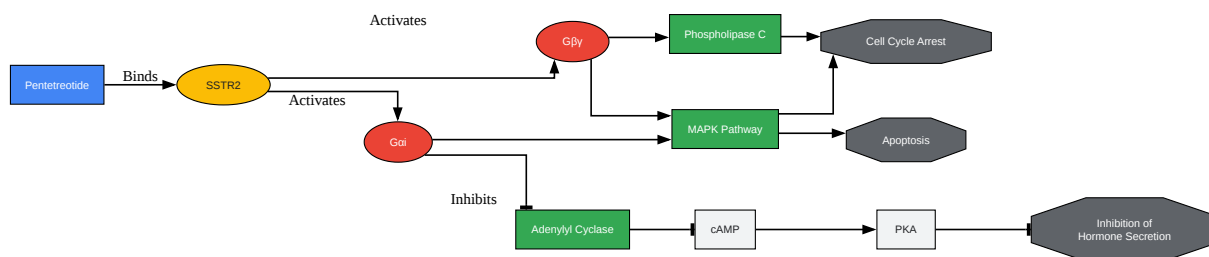 Activates
Gβγ
Phospholipase C
Cell Cycle Arrest
Pentetreotide
Binds
SSTR2
Activates
MAPK Pathway
Gαi
Apoptosis
Inhibits
Adenylyl Cyclase
cAMP
PKA
Inhibition of
Hormone Secretion